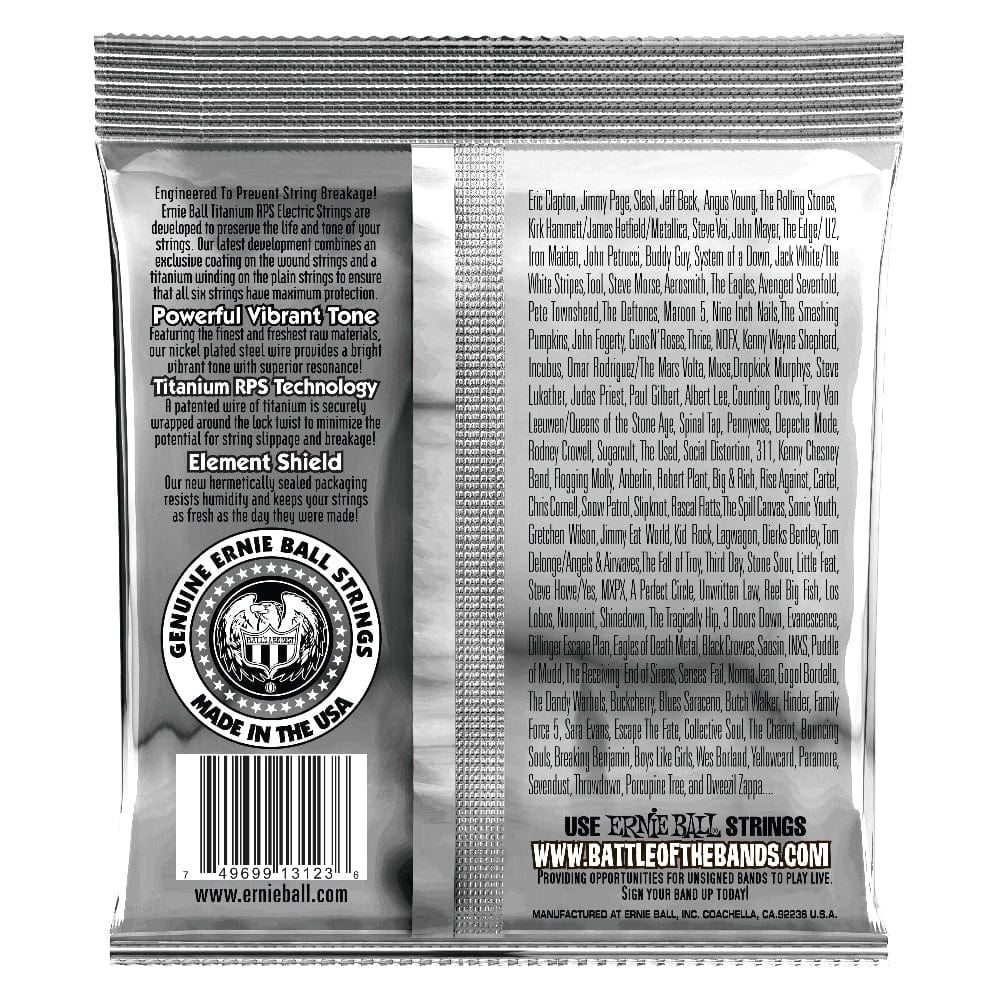 Engineered To Prevent String Breakage!
Ernie Ball Titanium RPS Electric Strings are
developed to preserve the life and tone of your
strings. Our latest development combines an
exclusive coating on the wound strings and a
titanium winding on the plain strings to ensure
that all six strings have maximum protection.
Powerful Vibrant Tone
Featuring the finest and freshest raw materials,
our nickel plated steel wire provides a bright
vibrant tone with superior resonance!
Titanium RPS Technology
A patented wire of titanium is securely
wrapped around the lock twist to minimize the
potential for string slippage and breakage!
Element Shield
Our new hermetically sealed packaging
resists humidity and keeps your strings
as fresh as the day they were made!
GENUINE ERNIE BALL STRINGS
BALLS ARE BEST
MADE IN THE USA
7 49699 13123 6
www.ernieball.com
Eric Clapton, Jimmy Page, Slash, Jeff Beck, Angus Young, The Rolling Stones,
Kirk Hammett/James Hetfield/Metallica, Steve Vai, John Mayer, The Edge/ U2,
Iron Maiden, John Petrucci, Buddy Guy, System of a Down, Jack White/The
White Stripes, Tool, Steve Morse, Aerosmith, The Eagles, Avenged Sevenfold,
Pete Townshend, The Deftones, Maroon 5, Nine Inch Nails, The Smashing
Pumpkins, John Fogerty, Guns N' Roses, Thrice, NOFX, Kenny Wayne Shepherd,
Incubus, Omar Rodriguez/The Mars Volta, Muse, Dropkick Murphys, Steve
Lukather, Judas Priest, Paul Gilbert, Albert Lee, Counting Crows, Troy Van
Leeuwen/Queens of the Stone Age, Spinal Tap, Pennywise, Depeche Mode,
Rodney Crowell, Sugarcult, The Used, Social Distortion, 311, Kenny Chesney
Band, Flogging Molly, Anberlin, Robert Plant, Big & Rich, Rise Against, Cartel,
Chris Cornell, Snow Patrol, Slipknot, Rascal Flatts, The Spill Canvas, Sonic Youth,
Gretchen Wilson, Jimmy Eat World, Kid Rock, Lagwagon, Dierks Bentley, Tom
Delonge/Angels & Airwaves, The Fall of Troy, Third Day, Stone Sour, Little Feat,
Steve Howe/Yes, MXPX, A Perfect Circle, Unwritten Law, Reel Big Fish, Los
Lobos, Nonpoint, Shinedown, The Tragically Hip, 3 Doors Down, Evanescence,
Dillinger Escape Plan, Eagles of Death Metal, Black Crowes, Saosin, INXS, Puddle
of Mudd, The Receiving End of Sirens, Senses Fail, Norma Jean, Gogol Bordello,
The Dandy Warhols, Buckcherry, Blues Saraceno, Butch Walker, Hinder, Family
Force 5, Sara Evans, Escape The Fate, Collective Soul, The Chariot, Bouncing
Souls, Breaking Benjamin, Boys Like Girls, Wes Borland, Yellowcard, Paramore,
Sevendust, Throwdown, Porcupine Tree, and Dweezil Zappa....
USE ERNIE BALL® STRINGS
WWW.BATTLEOFTHEBANDS.COM
PROVIDING OPPORTUNITIES FOR UNSIGNED BANDS TO PLAY LIVE.
SIGN YOUR BAND UP TODAY!
MANUFACTURED AT ERNIE BALL, INC. COACHELLA, CA.92236 U.S.A.